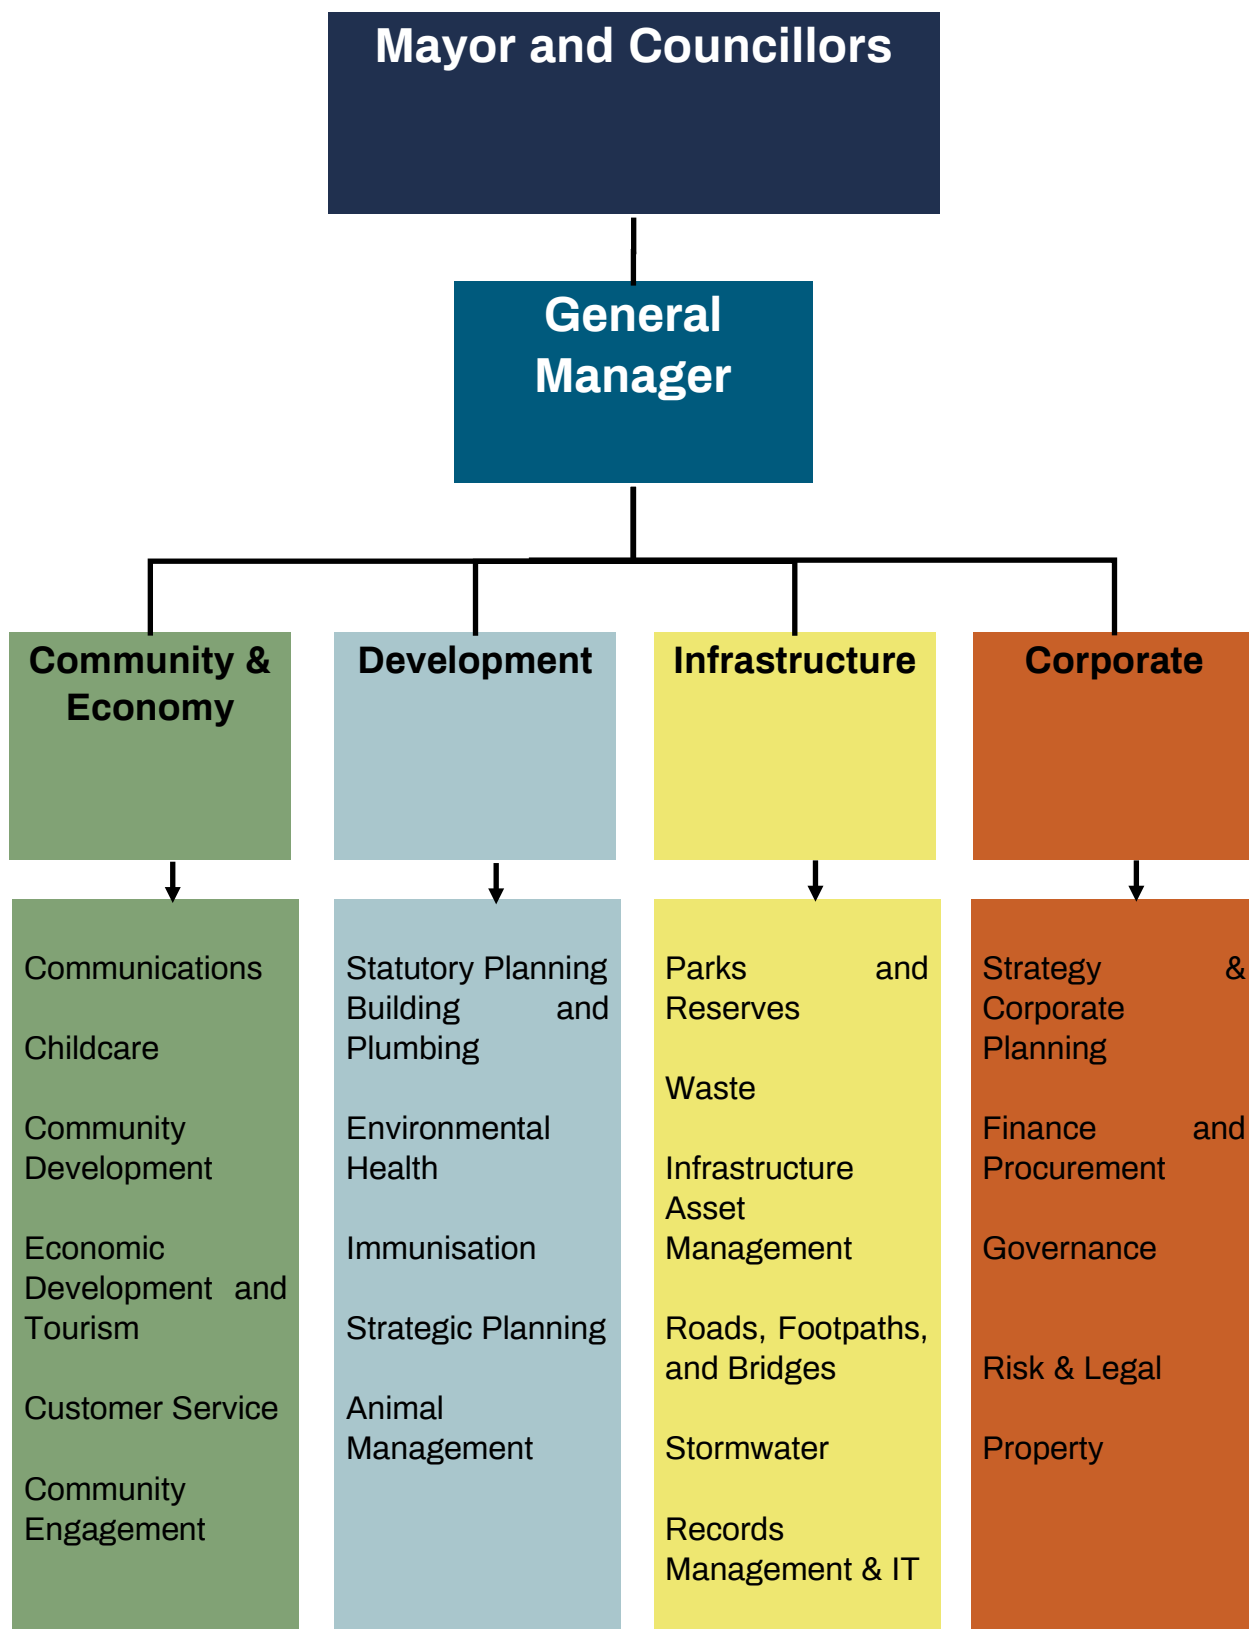 Mayor and Councillors
General
Manager
Community &
Economy
Development
Infrastructure
Corporate
Communications
Childcare
Community
Development
Economic
Development and
Tourism
Customer Service
Community
Engagement
Statutory Planning
Building and
Plumbing
Environmental
Health
Immunisation
Strategic Planning
Animal
Management
Parks and
Reserves
Waste
Infrastructure
Asset
Management
Roads, Footpaths,
and Bridges
Stormwater
Records
Management & IT
Strategy &
Corporate
Planning
Finance and
Procurement
Governance
Risk & Legal
Property